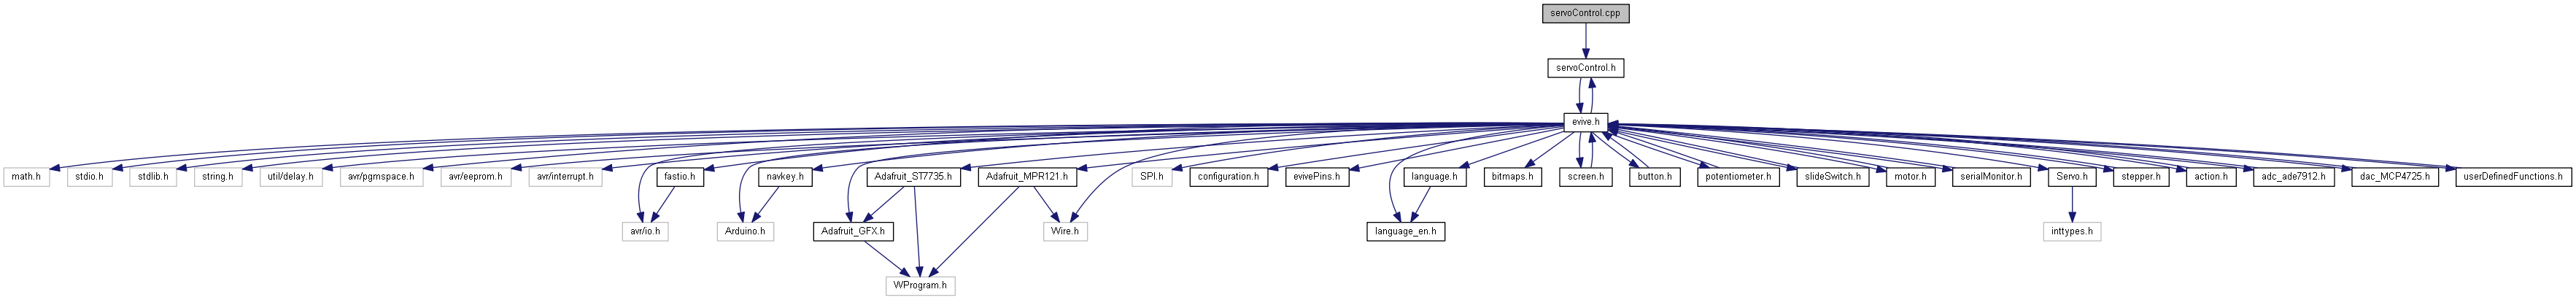 servoControl.cpp
servoControl.h
evive.h
math.h
stdio.h
stdlib.h
string.h
util/delay.h
avr/pgmspace.h
avr/eeprom.h
avr/interrupt.h
fastio.h
navkey.h
Adafruit_ST7735.h
Adafruit_MPR121.h
SPI.h
configuration.h
evivePins.h
language.h
bitmaps.h
screen.h
button.h
potentiometer.h
slideSwitch.h
motor.h
serialMonitor.h
Servo.h
stepper.h
action.h
adc_ade7912.h
dac_MCP4725.h
userDefinedFunctions.h
avr/io.h
Arduino.h
Adafruit_GFX.h
Wire.h
language_en.h
inttypes.h
WProgram.h